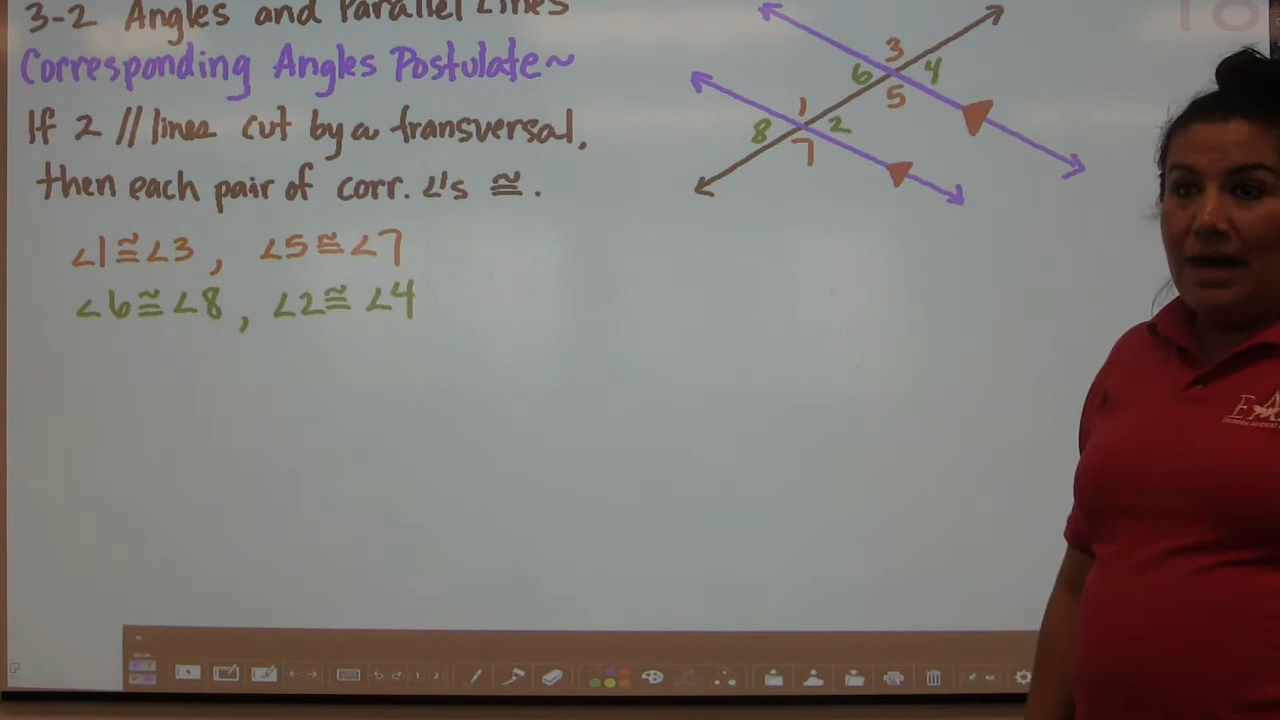 3-2 Angles and Parallel Lines
Corresponding Angles Postulate~
If 2 // lines cut by a transversal,
then each pair of corr. ∠'s ≅.
∠1≅∠3, ∠5≅∠7
∠6≅∠8, ∠2≅∠4
3
6 4
5
1
8 2
7
18